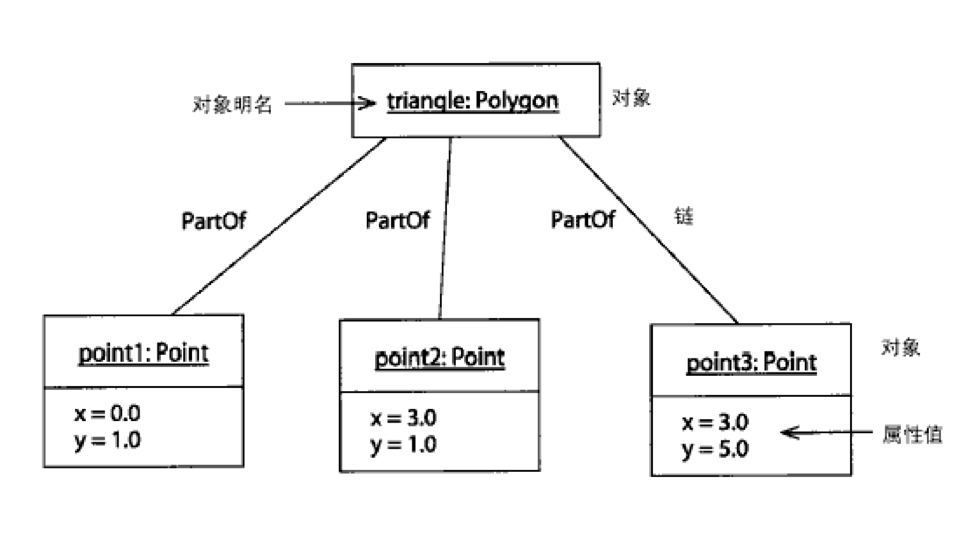 对象明名
triangle: Polygon
对象
PartOf
PartOf
PartOf
链
point1: Point
point2: Point
point3: Point
对象
x = 0.0
y = 1.0
x = 3.0
y = 1.0
x = 3.0
y = 5.0
属性值